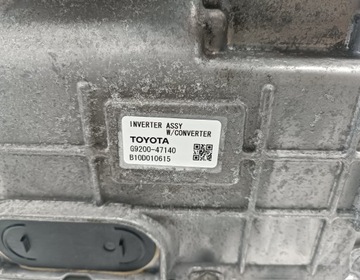 INVERTER ASSY
W/CONVERTER
TOYOTA
G9200-47140
B10D010615